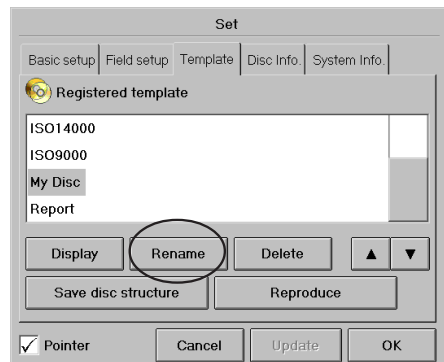 Set
Basic setup Field setup Template Disc Info. System Info.
Registered template
ISO14000
ISO9000
My Disc
Report
Display Rename Delete ▲ ▼
Save disc structure Reproduce
Pointer Cancel Update OK